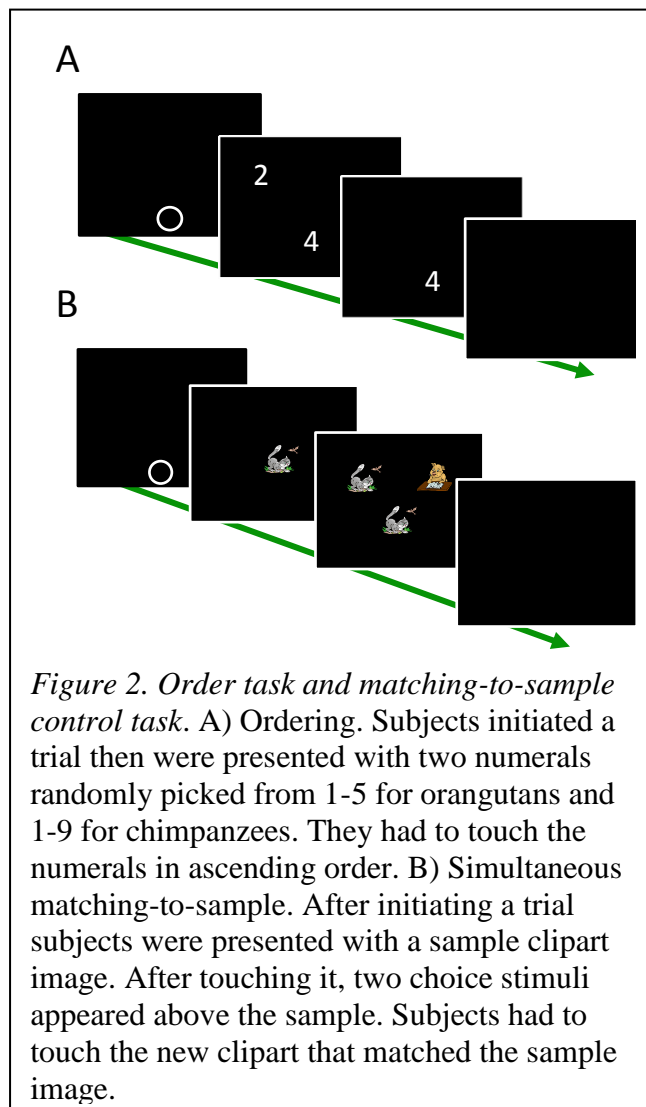 A
2
4
4
B
Figure 2. Order task and matching-to-sample
control task. A) Ordering. Subjects initiated a
trial then were presented with two numerals
randomly picked from 1-5 for orangutans and
1-9 for chimpanzees. They had to touch the
numerals in ascending order. B) Simultaneous
matching-to-sample. After initiating a trial
subjects were presented with a sample clipart
image. After touching it, two choice stimuli
appeared above the sample. Subjects had to
touch the new clipart that matched the sample
image.